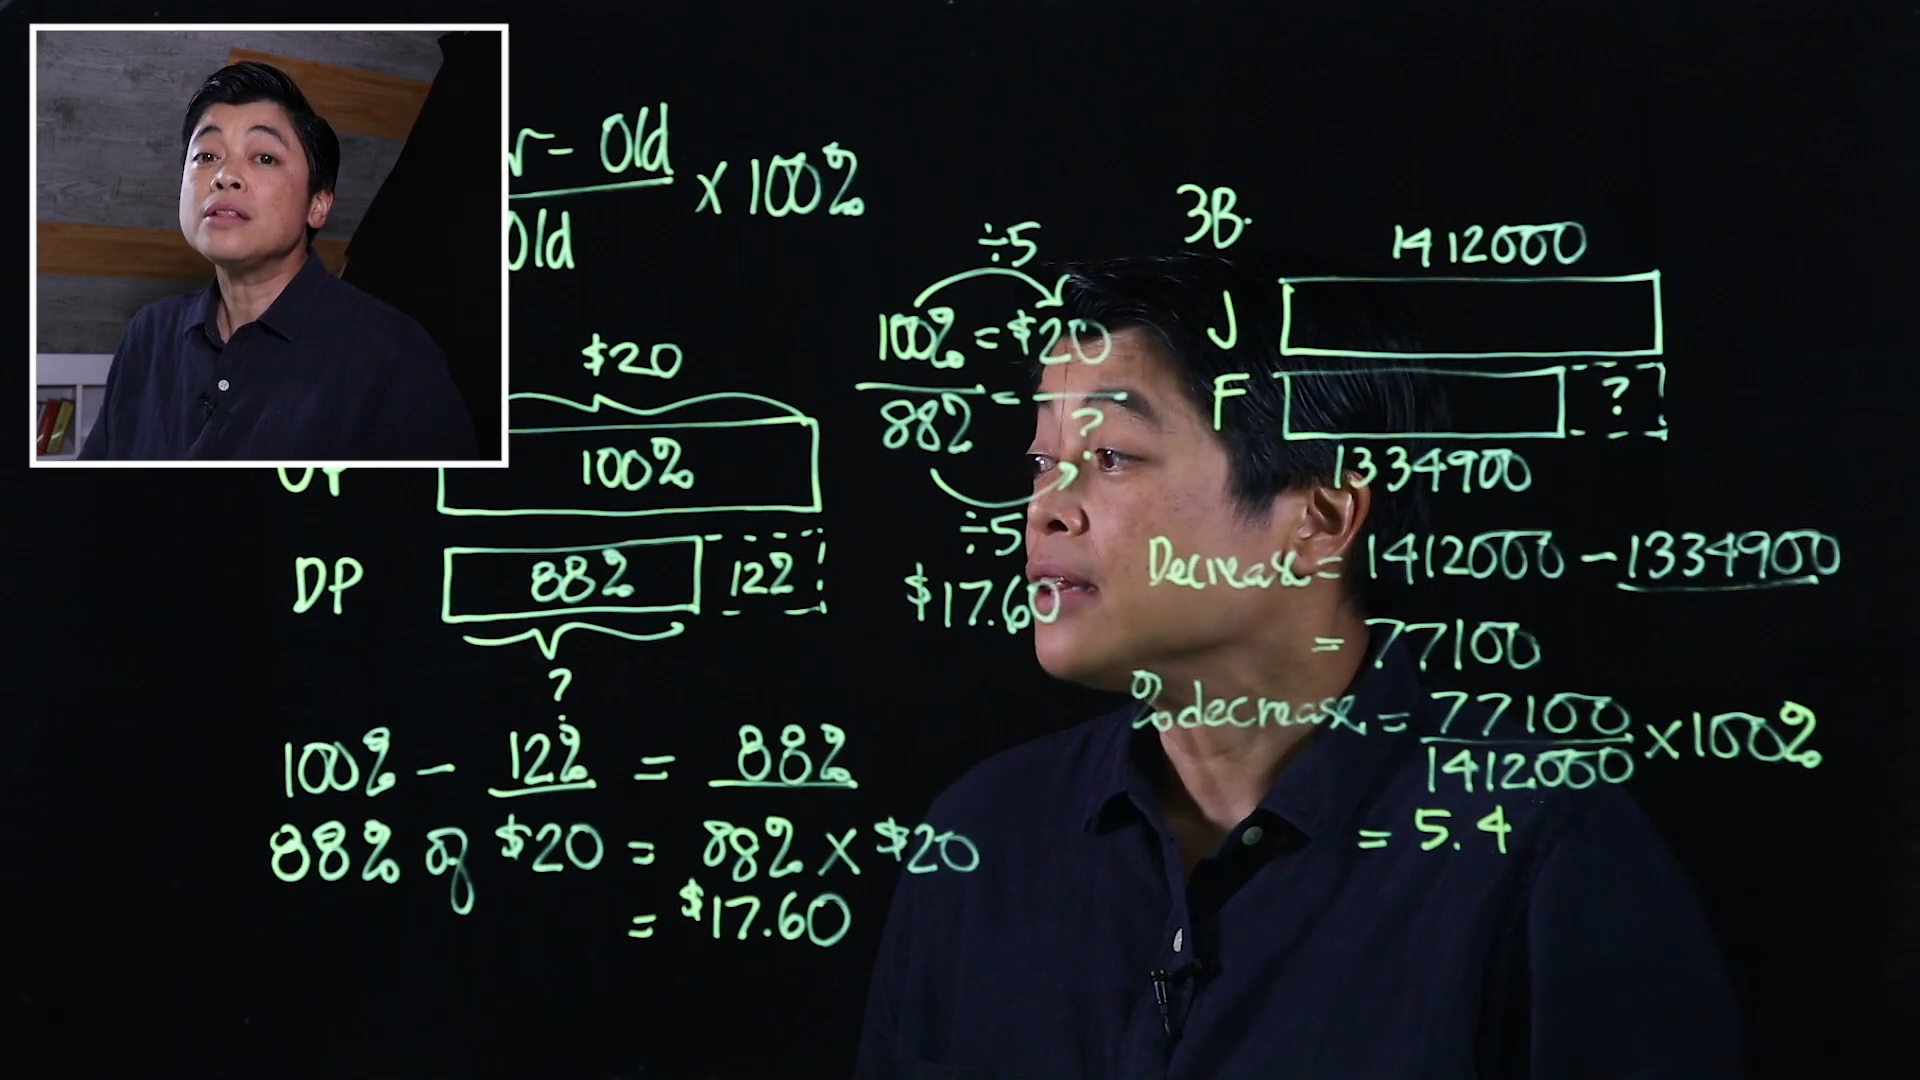 - Old
Old
× 100%
$20
100%
DP
88%
12%
?
100% - 12% = 88%
88% of $20 = 88% × $20
= $17.60
÷5
100% = $20
88% = ?
÷5
$17.60
3B.
1412000
J
F
?
1334900
Decrease = 1412000 - 1334900
= 77100
% decrease = 77100
1412000
× 100%
= 5.4